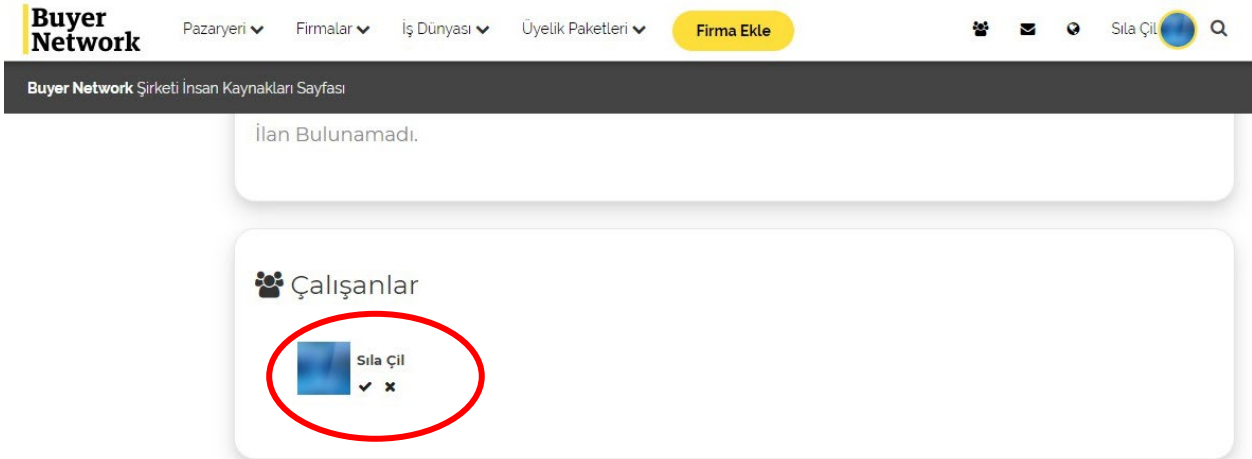 Buyer
Network
Pazaryeri Firmalar İş Dünyası Üyelik Paketleri Firma Ekle Sıla Çil
Buyer Network Şirketi İnsan Kaynakları Sayfası
İlan Bulunamadı.
Çalışanlar
Sıla Çil